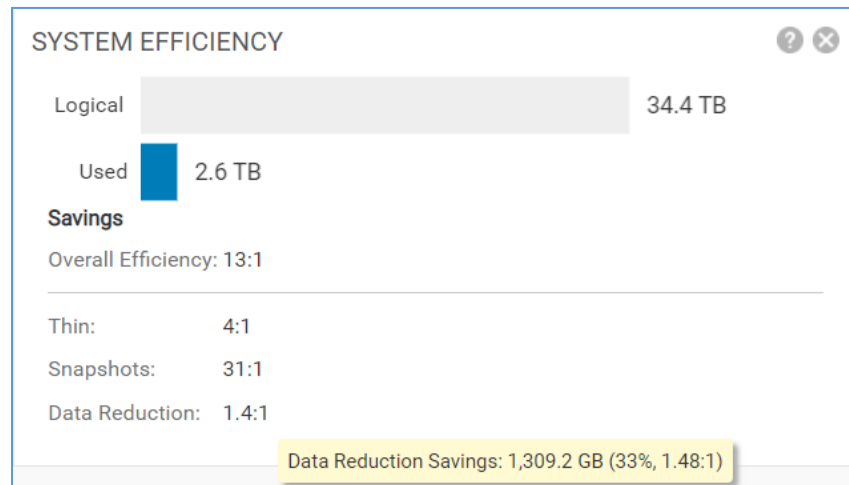 SYSTEM EFFICIENCY ?
Logical 34.4 TB
Used 2.6 TB
Savings
Overall Efficiency: 13:1
Thin: 4:1
Snapshots: 31:1
Data Reduction: 1.4:1
Data Reduction Savings: 1,309.2 GB (33%, 1.48:1)